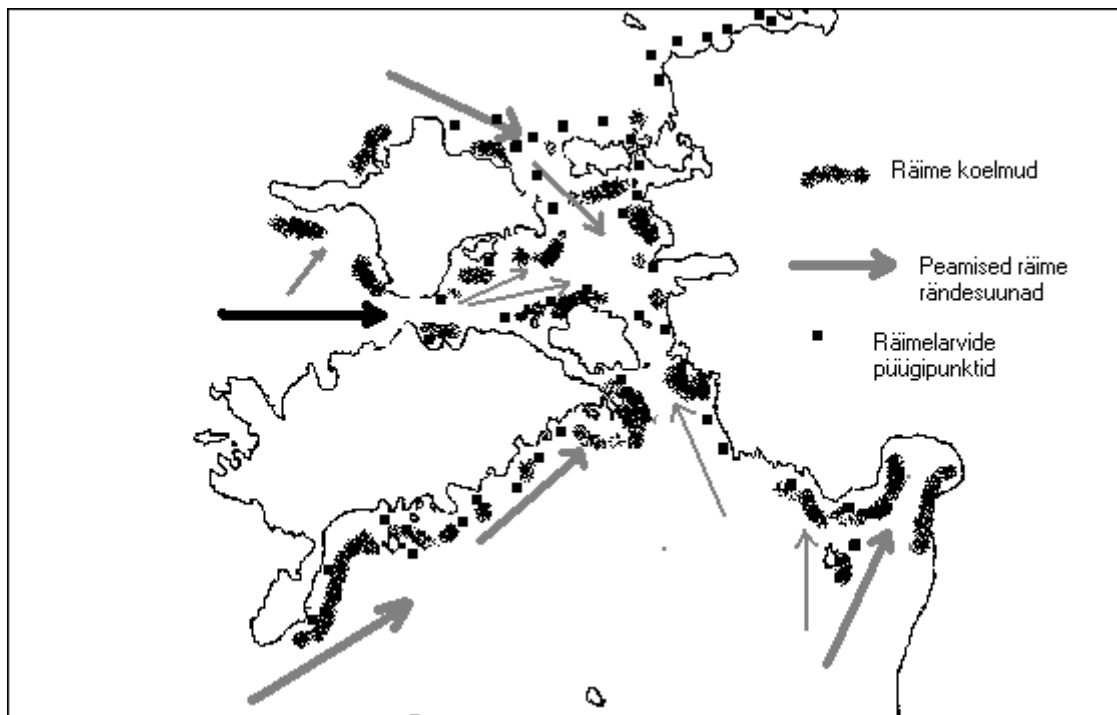 Räime koelmud
Peamised räime
rändesuunad
Räimelarvide
püügipunktid